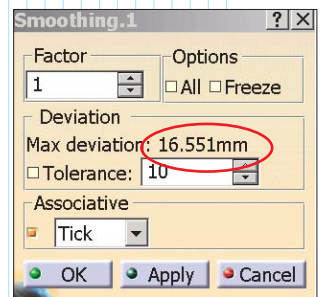 Smoothing.1 ? X
Factor Options
1 All Freeze
Deviation
Max deviation: 16.551mm
Tolerance: 10
Associative
Tick
OK Apply Cancel